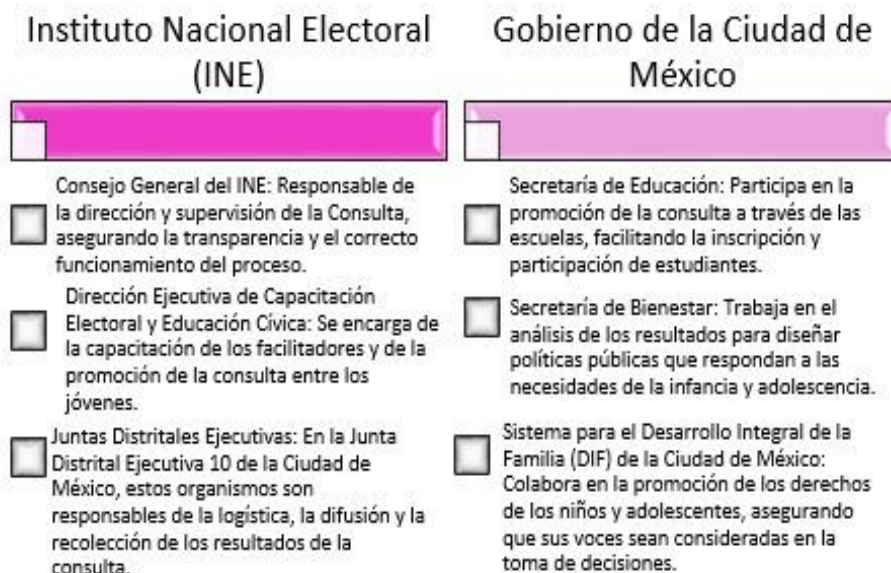 Instituto Nacional Electoral
(INE)
Consejo General del INE: Responsable de
la dirección y supervisión de la Consulta,
asegurando la transparencia y el correcto
funcionamiento del proceso.
Dirección Ejecutiva de Capacitación
Electoral y Educación Cívica: Se encarga de
la capacitación de los facilitadores y de la
promoción de la consulta entre los
jóvenes.
Juntas Distritales Ejecutivas: En la Junta
Distrital Ejecutiva 10 de la Ciudad de
México, estos organismos son
responsables de la logística, la difusión y la
recolección de los resultados de la
consulta.
Gobierno de la Ciudad de
México
Secretaría de Educación: Participa en la
promoción de la consulta a través de las
escuelas, facilitando la inscripción y
participación de estudiantes.
Secretaría de Bienestar: Trabaja en el
análisis de los resultados para diseñar
políticas públicas que respondan a las
necesidades de la infancia y adolescencia.
Sistema para el Desarrollo Integral de la
Familia (DIF) de la Ciudad de México:
Colabora en la promoción de los derechos
de los niños y adolescentes, asegurando
que sus voces sean consideradas en la
toma de decisiones.